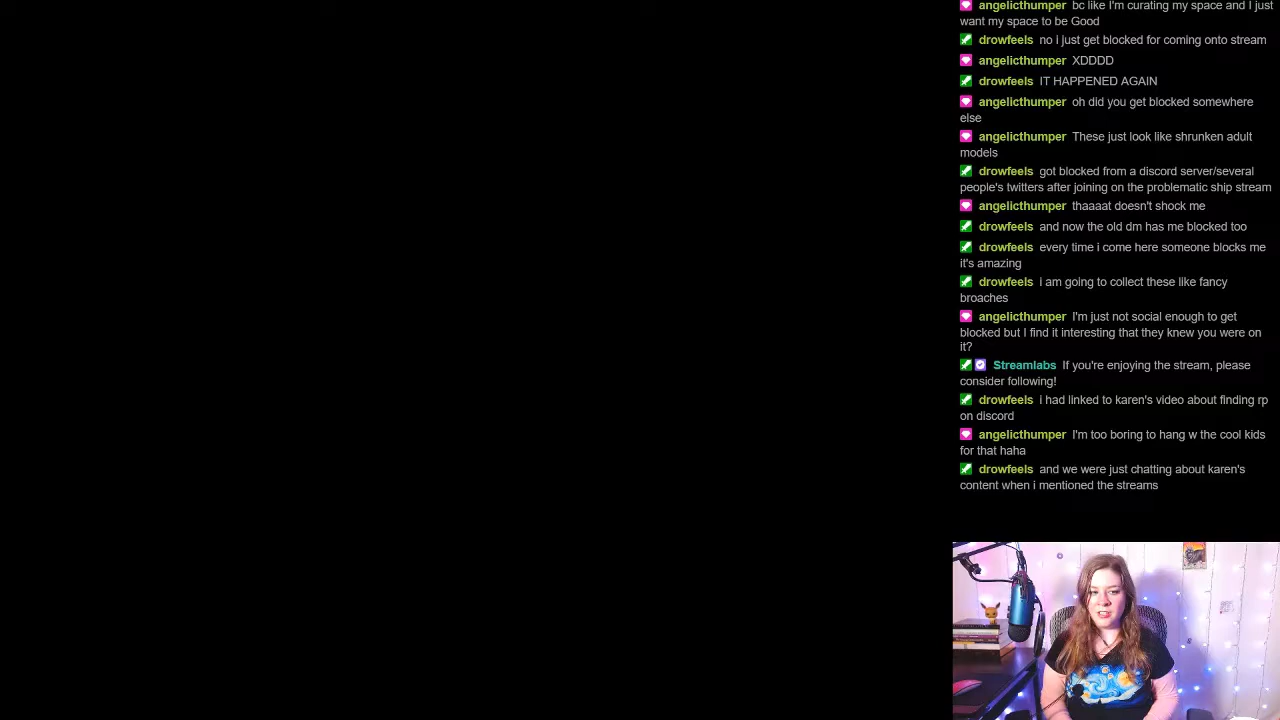 angelicthumper bc like I'm curating my space and I just
want my space to be Good
drowfeels no i just get blocked for coming onto stream
angelicthumper XDDDD
drowfeels IT HAPPENED AGAIN
angelicthumper oh did you get blocked somewhere
else
angelicthumper These just look like shrunken adult
models
drowfeels got blocked from a discord server/several
people's twitters after joining on the problematic ship stream
angelicthumper thaaaat doesn't shock me
drowfeels and now the old dm has me blocked too
drowfeels every time i come here someone blocks me
it's amazing
drowfeels i am going to collect these like fancy
broaches
angelicthumper I'm just not social enough to get
blocked but I find it interesting that they knew you were on
it?
Streamlabs If you're enjoying the stream, please
consider following!
drowfeels i had linked to karen's video about finding rp
on discord
angelicthumper I'm too boring to hang w the cool kids
for that haha
drowfeels and we were just chatting about karen's
content when i mentioned the streams